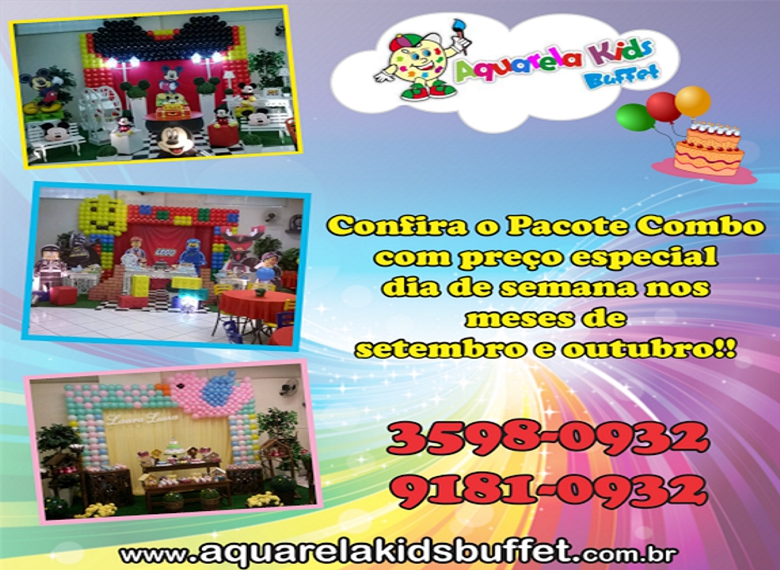 Aquarela Kids
Buffet
Confira o Pacote Combo
com preço especial
dia de semana nos
meses de
setembro e outubro!!
LEGO
3598-0932
9181-0932
www.aquarelakidsbuffet.com.br